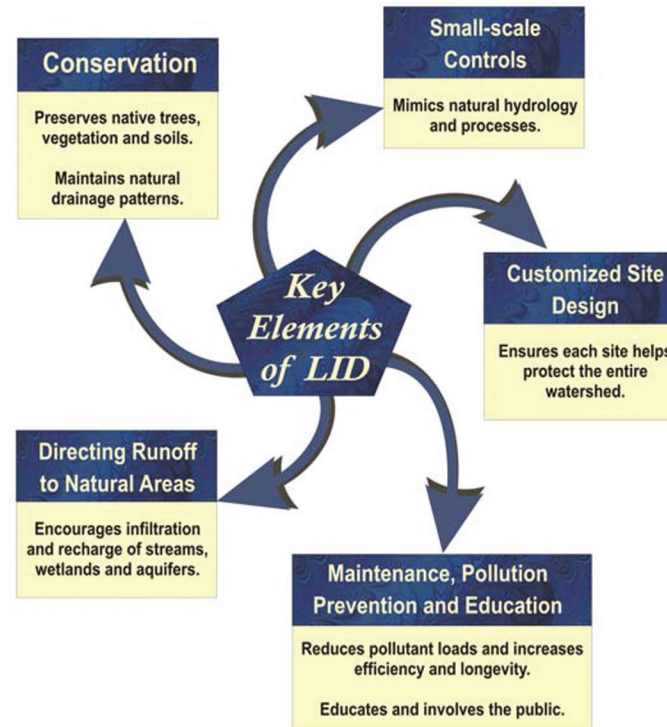 Conservation
Preserves native trees,
vegetation and soils.
Maintains natural
drainage patterns.
Small-scale
Controls
Mimics natural hydrology
and processes.
Key
Elements
of LID
Customized Site
Design
Ensures each site helps
protect the entire
watershed.
Directing Runoff
to Natural Areas
Encourages infiltration
and recharge of streams,
wetlands and aquifers.
Maintenance, Pollution
Prevention and Education
Reduces pollutant loads and increases
efficiency and longevity.
Educates and involves the public.